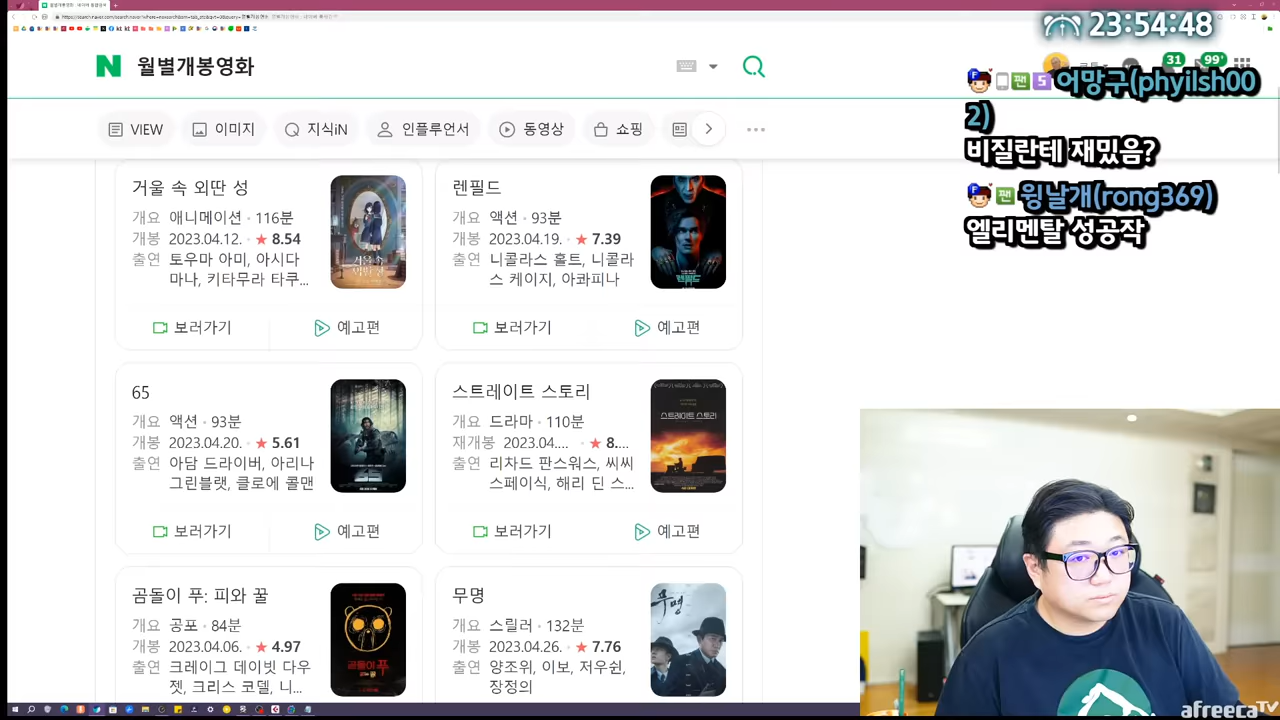 23:54:48
N 월별개봉영화
31
99+
VIEW
이미지
지식iN
인플루언서
동영상
쇼핑
어망구(phyilsh00
2)
비질란테 재밌음?
윙날개(rong369)
엘리멘탈 성공작
거울 속 외딴 성
개요 애니메이션 · 116분
개봉 2023.04.12. · ★ 8.54
출연 토우마 아미, 아시다
마나, 키타무라 타쿠...
보러가기
예고편
렌필드
개요 액션 · 93분
개봉 2023.04.19. · ★ 7.39
출연 니콜라스 홀트, 니콜라
스 케이지, 아콰피나
보러가기
예고편
65
개요 액션 · 93분
개봉 2023.04.20. · ★ 5.61
출연 아담 드라이버, 아리나
그린블랫, 클로에 콜맨
보러가기
예고편
스트레이트 스토리
개요 드라마 · 110분
재개봉 2023.04.... · ★ 8....
출연 리차드 판스워스, 씨씨
스페이식, 해리 딘 스...
스트레이트 스토리
보러가기
예고편
곰돌이 푸: 피와 꿀
개요 공포 · 84분
개봉 2023.04.06. · ★ 4.97
출연 크레이그 데이빗 다우
젯, 크리스 코델, 니...
곰돌이 푸
무명
개요 스릴러 · 132분
개봉 2023.04.26. · ★ 7.76
출연 양조위, 이보, 저우쉰,
장정의
무명
afreecaTV